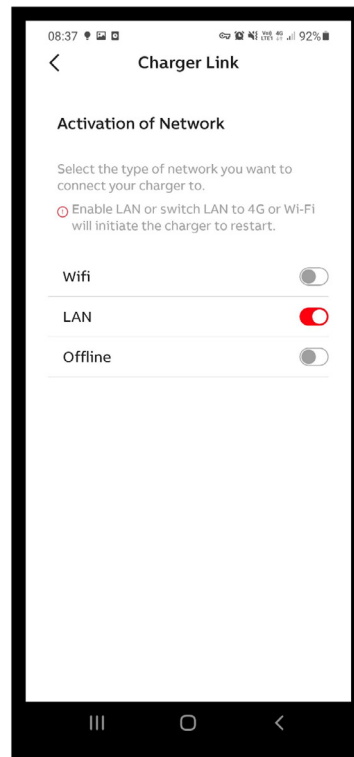 08:37 92%
Charger Link
Activation of Network
Select the type of network you want to
connect your charger to.
Enable LAN or switch LAN to 4G or Wi-Fi
will initiate the charger to restart.
Wifi
LAN
Offline